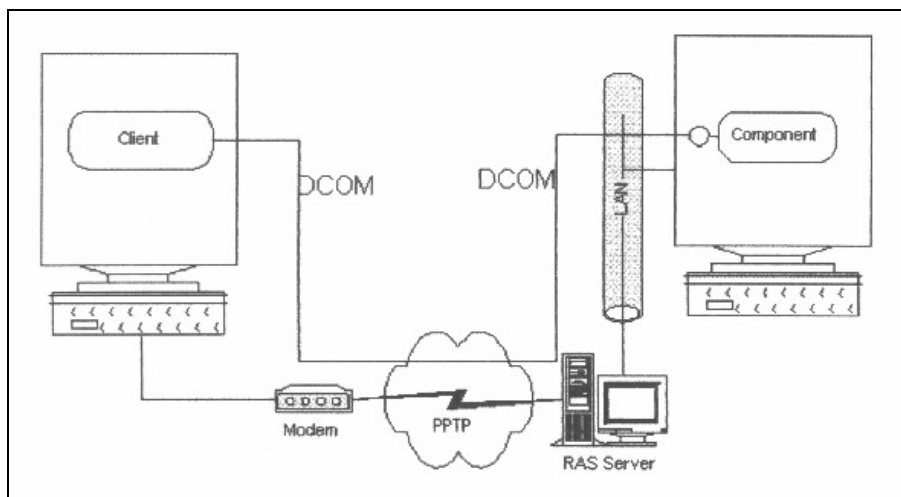 Client
Component
DCOM
DCOM
LAN
Modem
PPTP
RAS Server